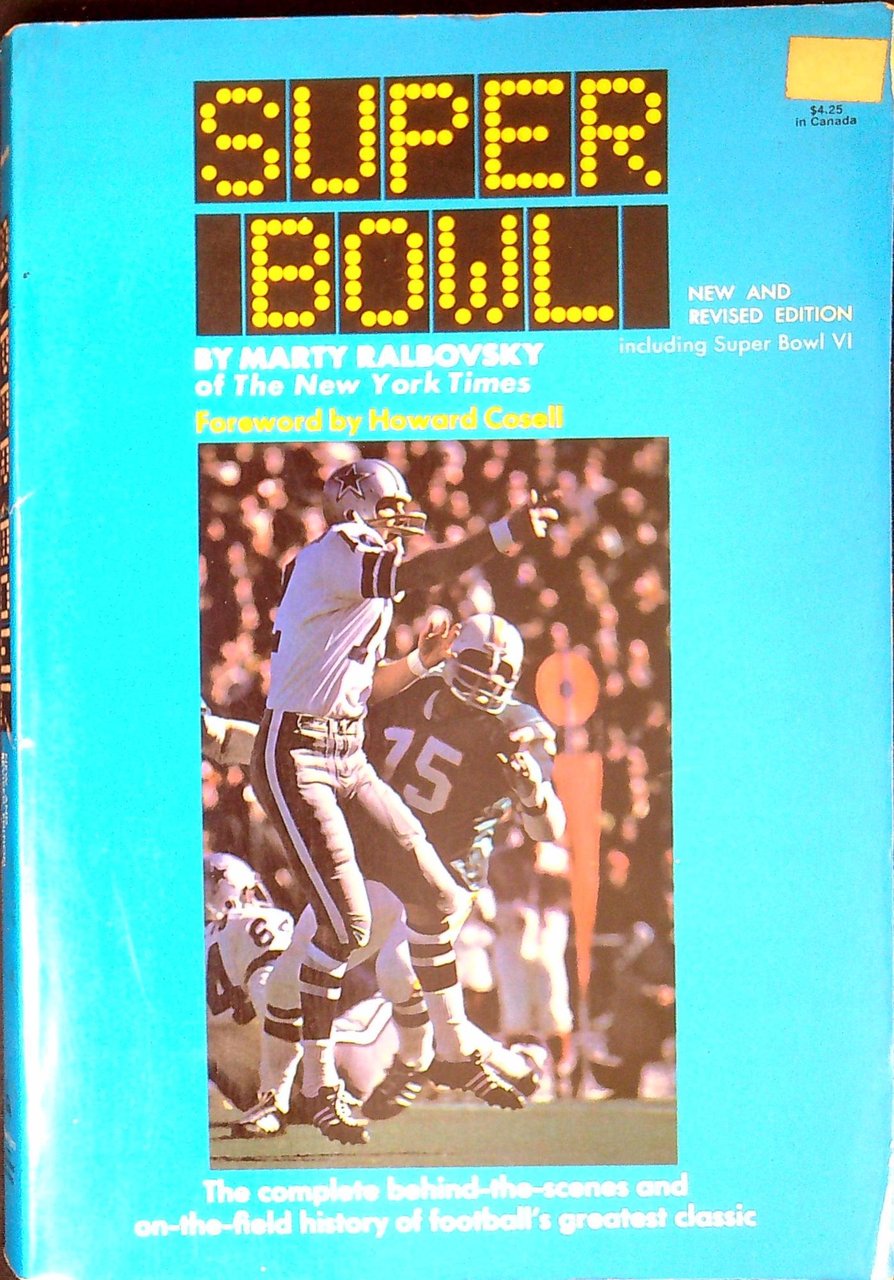 $4.25
in Canada
SUPER
BOWL
NEW AND
REVISED EDITION
including Super Bowl VI
BY MARTY RALBOVSKY
of The New York Times
Foreword by Howard Cosell
75
64
The complete behind-the-scenes and
on-the-field history of football's greatest classic